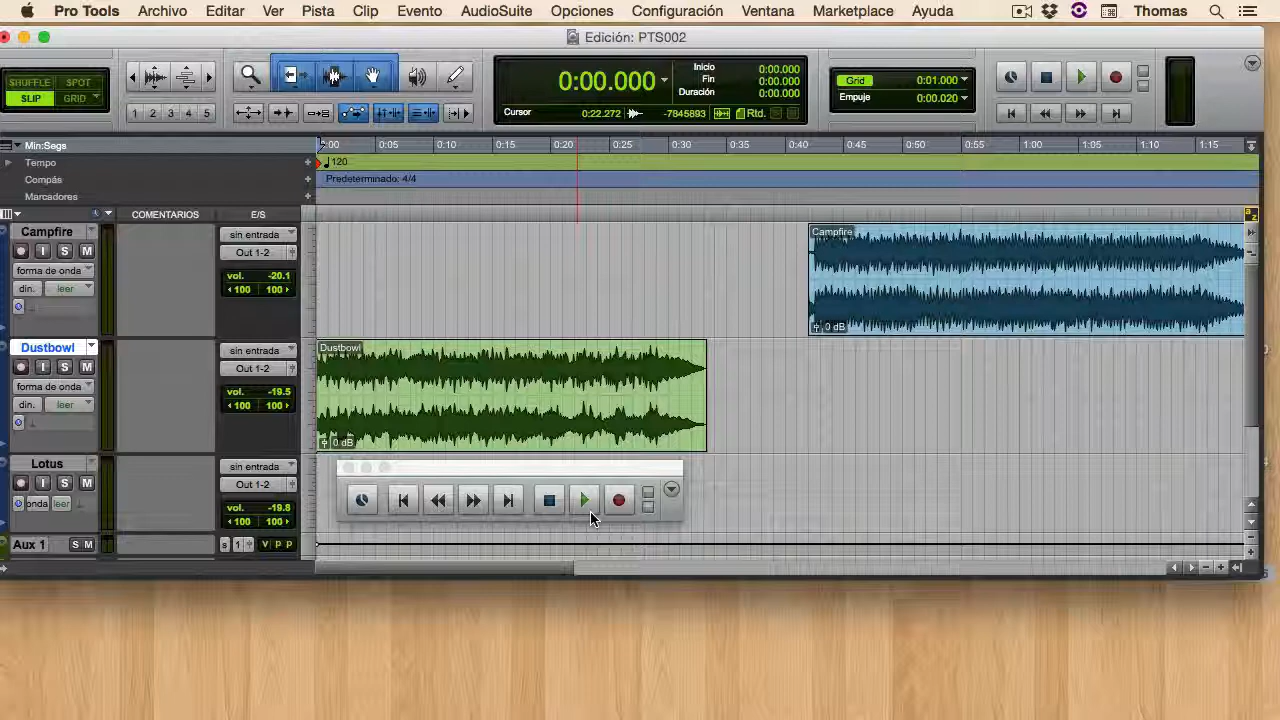 Pro Tools Archivo Editar Ver Pista Clip Evento AudioSuite Opciones Configuración Ventana Marketplace Ayuda Thomas
Edición: PTS002
SHUFFLE SPOT
SLIP GRID
1 2 3 4 5
0:00.000
Inicio 0:00.000
Fin 0:00.000
Duración 0:00.000
Cursor 0:22.272 -7845893 Rtd.
Grid 0:01.000
Empuje 0:00.020
Min:Segs
0:05 0:10 0:15 0:20 0:25 0:30 0:35 0:40 0:45 0:50 0:55 1:00 1:05 1:10 1:15
Tempo 120
Compás Predeterminado: 4/4
Marcadores
COMENTARIOS E/S
Campfire
I S M
forma de onda
din. leer
sin entrada
Out 1-2
vol. -20.1
100 100
Campfire
0 dB
Dustbowl
I S M
forma de onda
din. leer
sin entrada
Out 1-2
vol. -19.5
100 100
Dustbowl
0 dB
Lotus
I S M
onda leer
sin entrada
Out 1-2
vol. -19.8
100 100
Aux 1 S M
s 1 V P P
a z